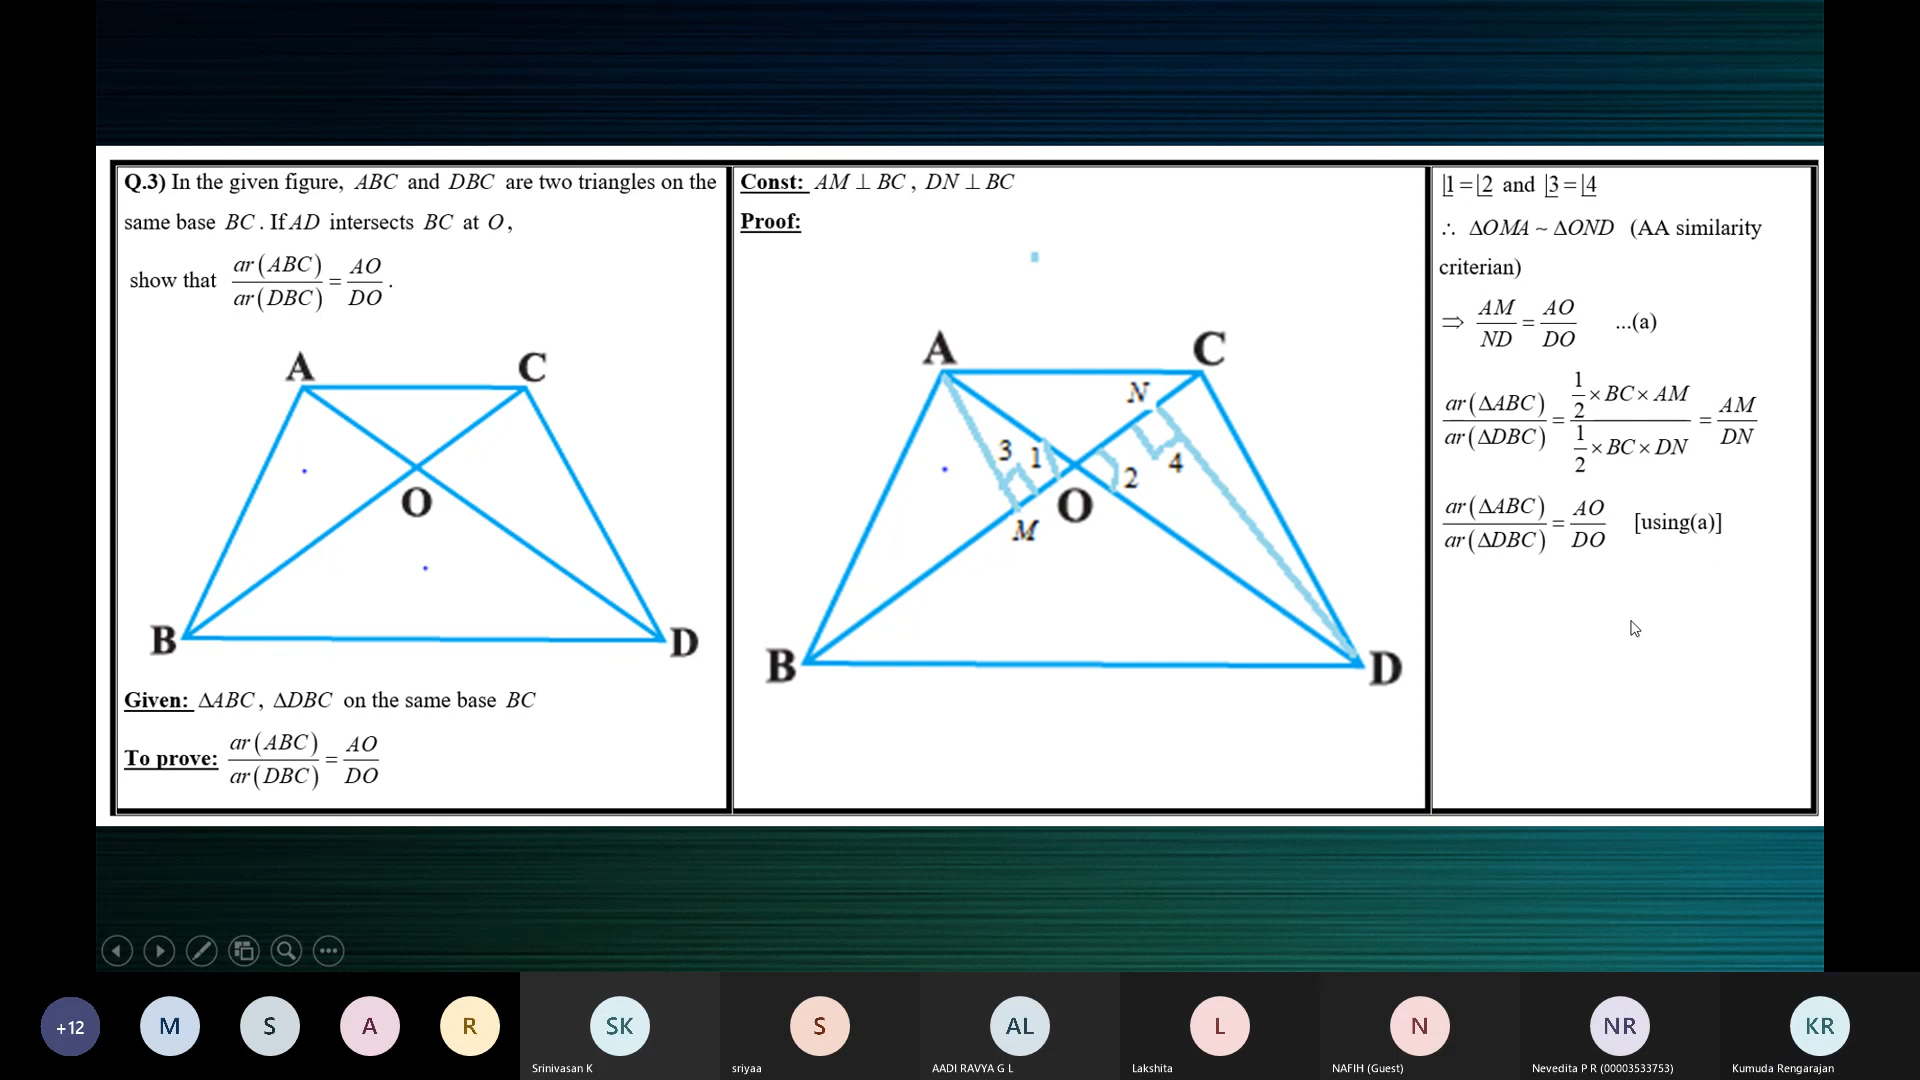 Q.3) In the given figure, ABC and DBC are two triangles on the
same base BC. If AD intersects BC at O,
show that ar(ABC)/ar(DBC) = AO/DO.
A
C
O
B
D
Given: ΔABC, ΔDBC on the same base BC
To prove: ar(ABC)/ar(DBC) = AO/DO
Const: AM ⊥ BC, DN ⊥ BC
Proof:
A
C
N
3
1
2
4
O
M
B
D
∠1=∠2 and ∠3=∠4
∴ ΔOMA ~ ΔOND (AA similarity
criterian)
⇒ AM/ND = AO/DO ...(a)
ar(ΔABC)/ar(ΔDBC) = (1/2 × BC × AM)/(1/2 × BC × DN) = AM/DN
ar(ΔABC)/ar(ΔDBC) = AO/DO [using(a)]
+12
M
S
A
R
SK
S
AL
L
N
NR
KR
Srinivasan K
sriyaa
AADI RAVYA G L
Lakshita
NAFIH (Guest)
Nevedita P R (00003533753)
Kumuda Rengarajan